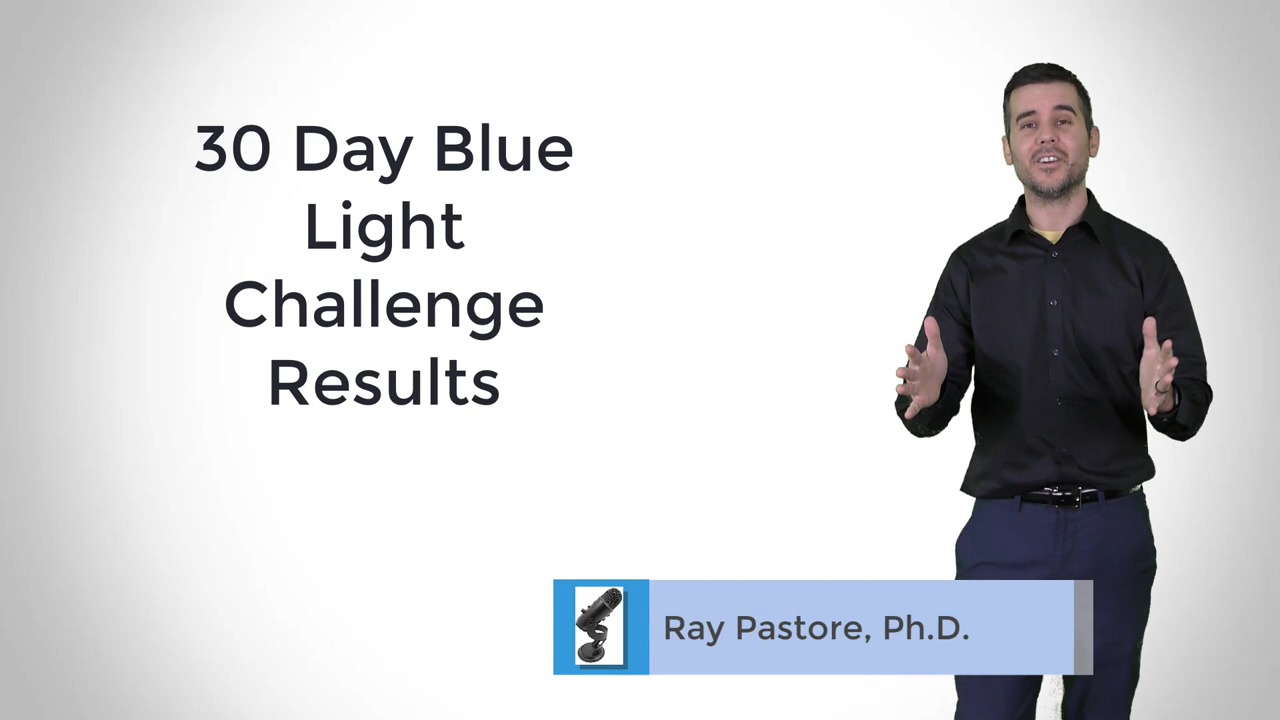 30 Day Blue
Light
Challenge
Results
Ray Pastore, Ph.D.